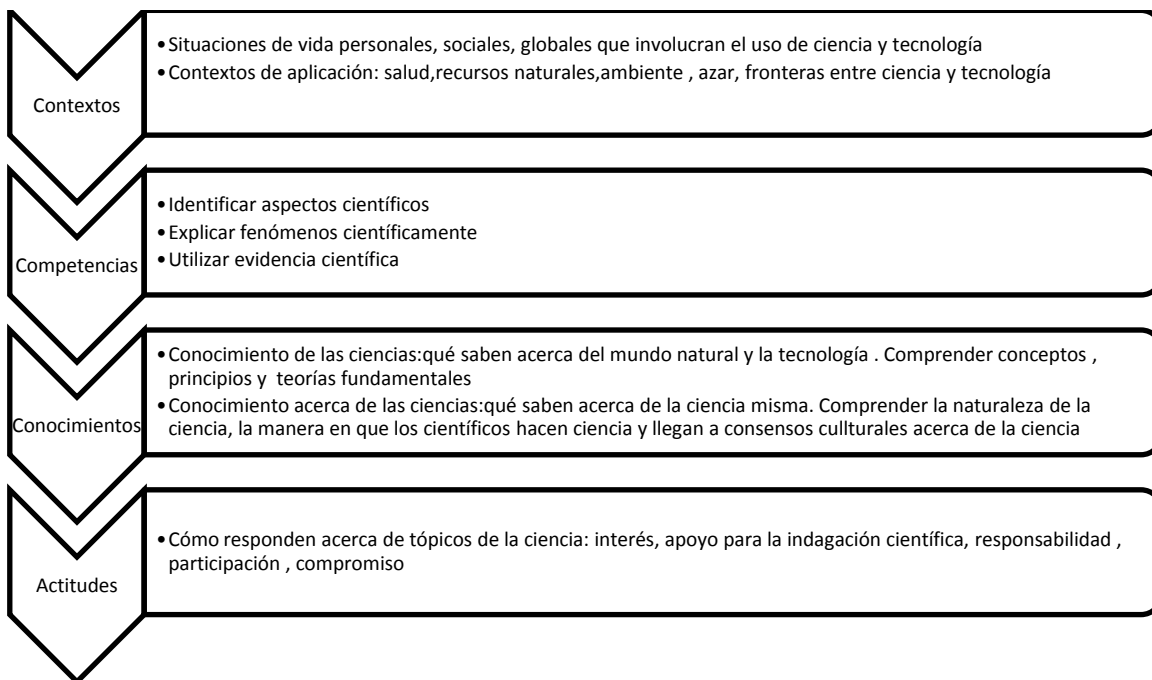 •Situaciones de vida personales, sociales, globales que involucran el uso de ciencia y tecnología
•Contextos de aplicación: salud,recursos naturales,ambiente , azar, fronteras entre ciencia y tecnología
Contextos
•Identificar aspectos científicos
•Explicar fenómenos científicamente
•Utilizar evidencia científica
Competencias
•Conocimiento de las ciencias:qué saben acerca del mundo natural y la tecnología . Comprender conceptos ,
principios y teorías fundamentales
•Conocimiento acerca de las ciencias:qué saben acerca de la ciencia misma. Comprender la naturaleza de la
ciencia, la manera en que los científicos hacen ciencia y llegan a consensos cullturales acerca de la ciencia
Conocimientos
•Cómo responden acerca de tópicos de la ciencia: interés, apoyo para la indagación científica, responsabilidad ,
participación , compromiso
Actitudes